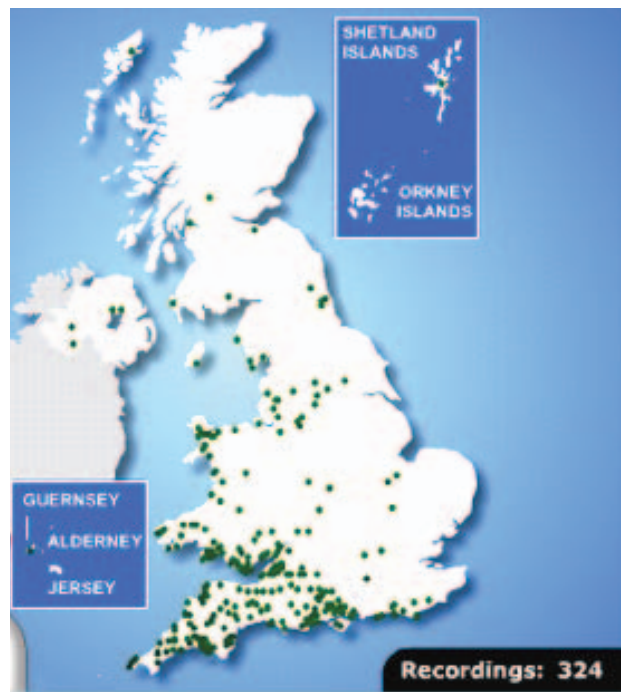 SHETLAND
ISLANDS
ORKNEY
ISLANDS
GUERNSEY
ALDERNEY
JERSEY
Recordings: 324